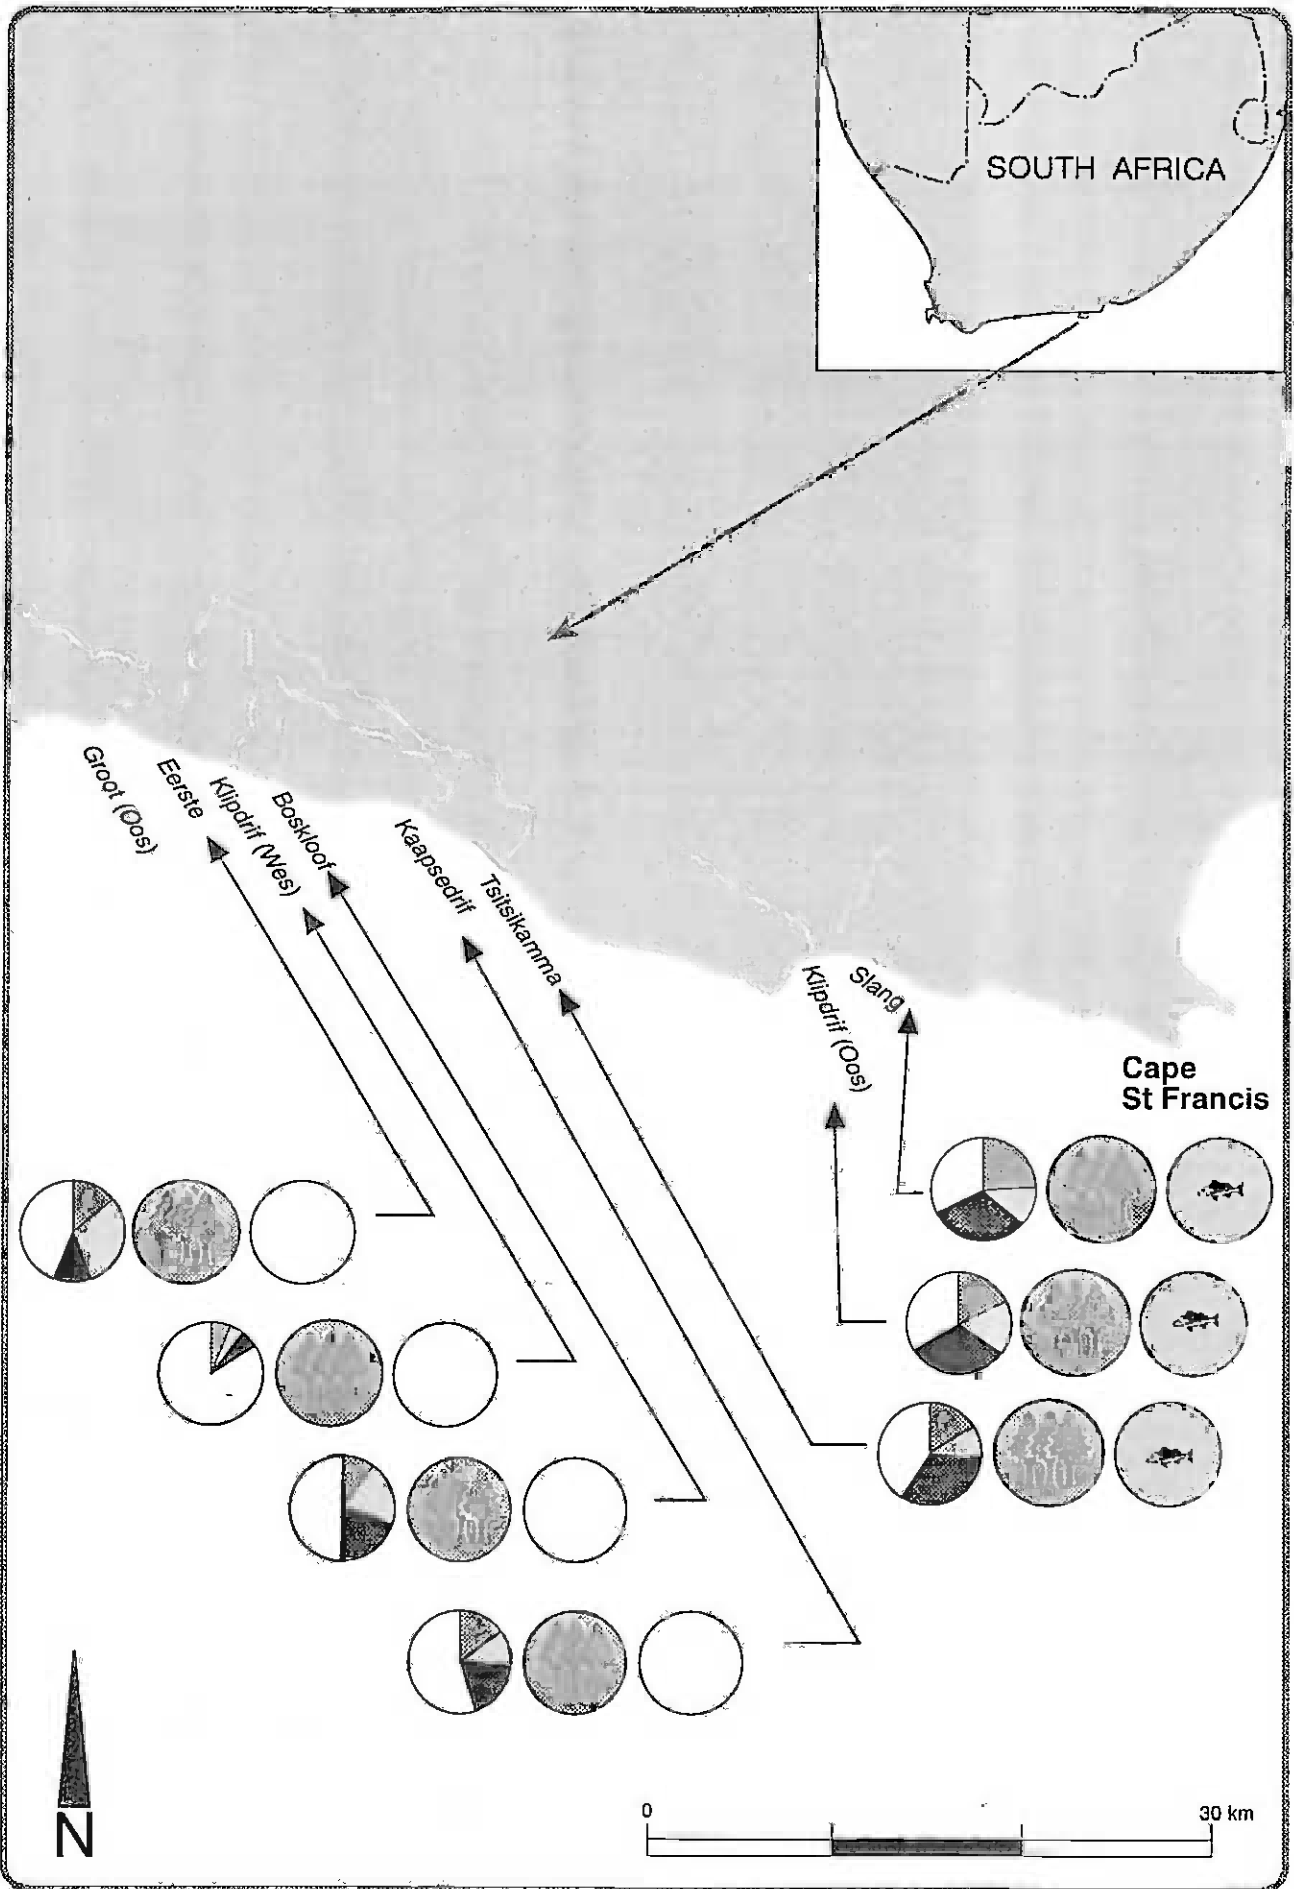 SOUTH AFRICA
Groot (Oos)
Eerste
Klipdrif (Wes)
Boskloof
Kaapsedrif
Tsitsikamma
Klipdrif (Oos)
Slang
Cape
St Francis
N
0
30 km